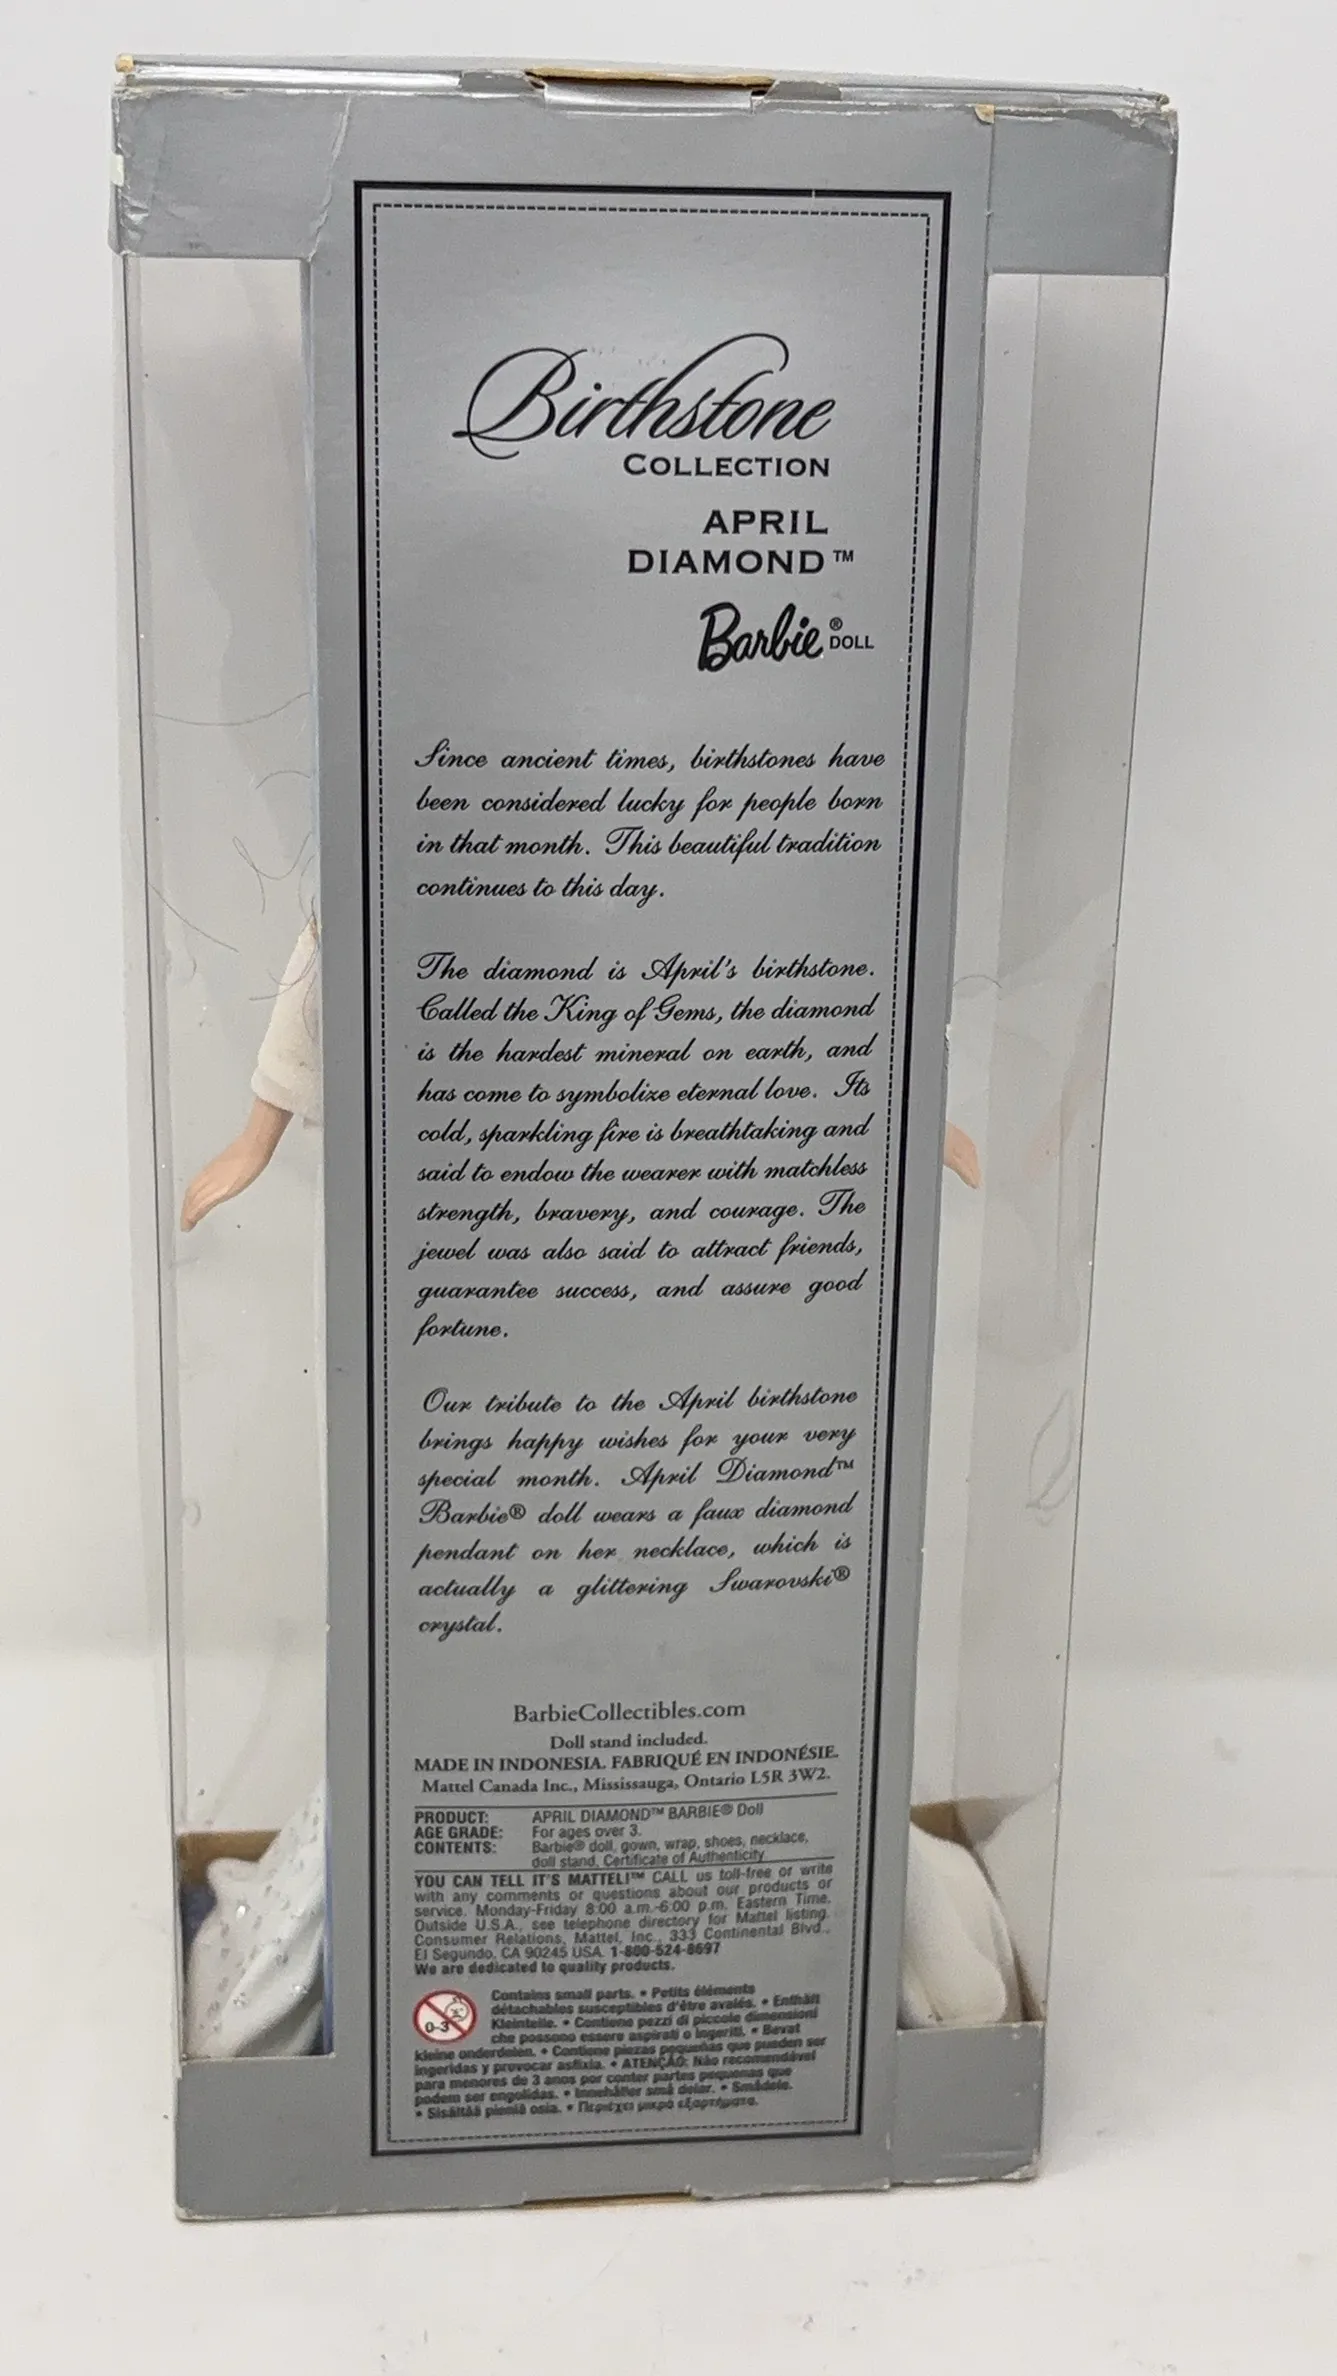 Birthstone
COLLECTION
APRIL
DIAMOND™
Barbie® DOLL
Since ancient times, birthstones have
been considered lucky for people born
in that month. This beautiful tradition
continues to this day.
The diamond is April's birthstone.
Called the King of Gems, the diamond
is the hardest mineral on earth, and
has come to symbolize eternal love. Its
cold, sparkling fire is breathtaking and
said to endow the wearer with matchless
strength, bravery, and courage. The
jewel was also said to attract friends,
guarantee success, and assure good
fortune.
Our tribute to the April birthstone
brings happy wishes for your very
special month. April Diamond™
Barbie® doll wears a faux diamond
pendant on her necklace, which is
actually a glittering Swarovski®
crystal.
BarbieCollectibles.com
Doll stand included.
MADE IN INDONESIA. FABRIQUÉ EN INDONÉSIE.
Mattel Canada Inc., Mississauga, Ontario L5R 3W2.
PRODUCT: APRIL DIAMOND™ BARBIE® Doll
AGE GRADE: For ages over 3.
CONTENTS: Barbie® doll, gown, wrap, shoes, necklace,
doll stand, Certificate of Authenticity
YOU CAN TELL IT'S MATTEL!™ CALL us toll-free or write
with any comments or questions about our products or
service. Monday-Friday 8:00 a.m.-6:00 p.m. Eastern Time.
Outside U.S.A., see telephone directory for Mattel listing.
Consumer Relations, Mattel, Inc., 333 Continental Blvd.,
El Segundo, CA 90245 USA. 1-800-524-8697
We are dedicated to quality products.
0-3
Contains small parts. • Petits éléments
détachables susceptibles d'être avalés. • Enthält
Kleinteile. • Contiene pezzi di piccole dimensioni
che possono essere aspirati o ingeriti. • Bevat
kleine onderdelen. • Contiene piezas pequeñas que pueden ser
ingeridas y provocar asfixia. • ATENÇÃO: Não recomendável
para menores de 3 anos por conter partes pequenas que
podem ser engolidas. • Innehåller små delar. • Smådele.
• Sisältää pieniä osia. • Περιέχει μικρά εξαρτήματα.